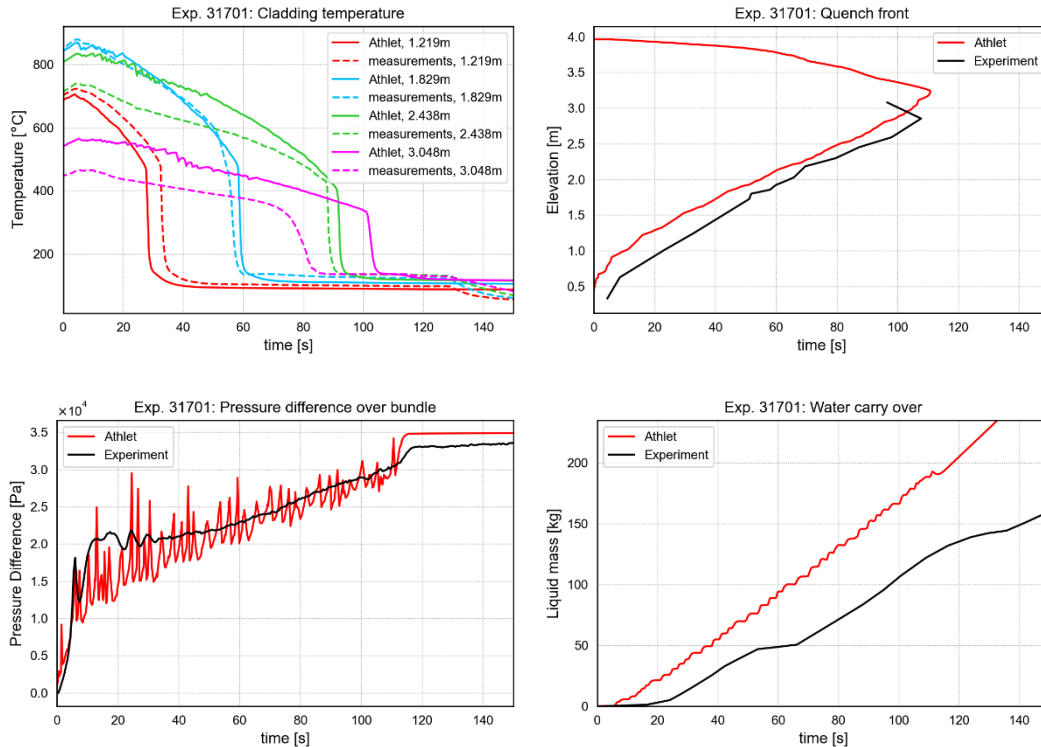 Exp. 31701: Cladding temperature
Temperature [°C]
800
600
400
200
0
20
40
60
80
100
120
140
time [s]
Athlet, 1.219m
measurements, 1.219m
Athlet, 1.829m
measurements, 1.829m
Athlet, 2.438m
measurements, 2.438m
Athlet, 3.048m
measurements, 3.048m
Exp. 31701: Quench front
Elevation [m]
4.0
3.5
3.0
2.5
2.0
1.5
1.0
0.5
0
20
40
60
80
100
120
140
time [s]
Athlet
Experiment
Exp. 31701: Pressure difference over bundle
×10⁴
Pressure Difference [Pa]
3.5
3.0
2.5
2.0
1.5
1.0
0.5
0.0
0
20
40
60
80
100
120
140
time [s]
Athlet
Experiment
Exp. 31701: Water carry over
Liquid mass [kg]
200
150
100
50
0
0
20
40
60
80
100
120
140
time [s]
Athlet
Experiment